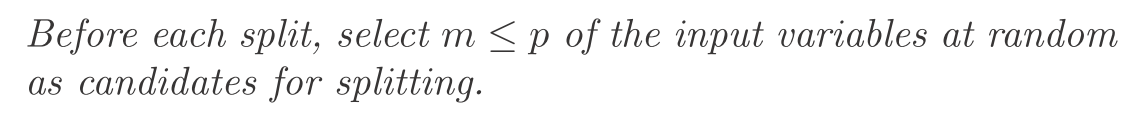 Before each split, select m ≤ p of the input variables at random
as candidates for splitting.